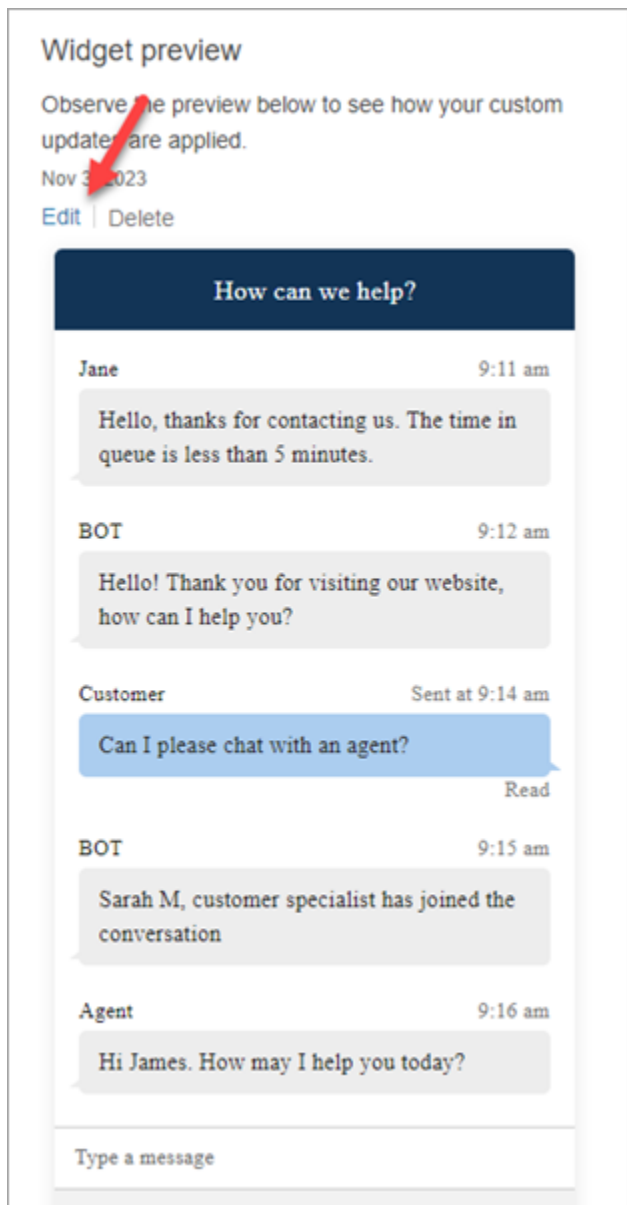 Widget preview
Observe the preview below to see how your custom
updates are applied.
Nov 3, 2023
Edit | Delete
How can we help?
Jane 9:11 am
Hello, thanks for contacting us. The time in
queue is less than 5 minutes.
BOT 9:12 am
Hello! Thank you for visiting our website,
how can I help you?
Customer Sent at 9:14 am
Can I please chat with an agent?
Read
BOT 9:15 am
Sarah M, customer specialist has joined the
conversation
Agent 9:16 am
Hi James. How may I help you today?
Type a message